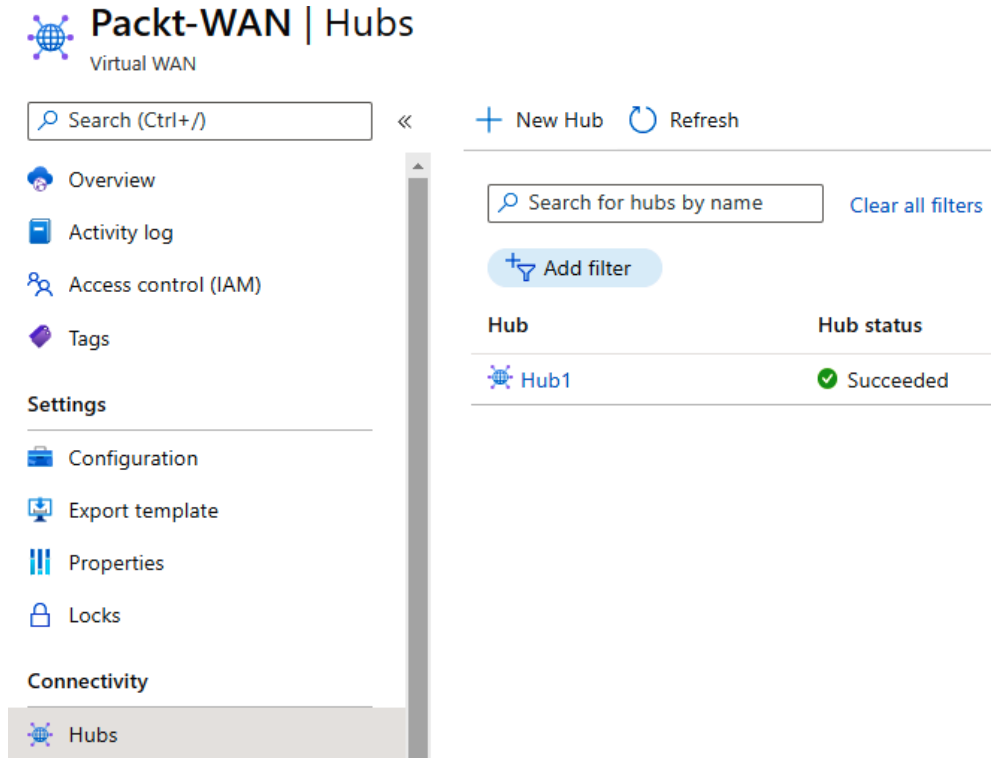 Packt-WAN | Hubs
Virtual WAN
Search (Ctrl+/)
«
Overview
Activity log
Access control (IAM)
Tags
Settings
Configuration
Export template
Properties
Locks
Connectivity
Hubs
New Hub
Refresh
Search for hubs by name
Clear all filters
Add filter
Hub
Hub status
Hub1
Succeeded